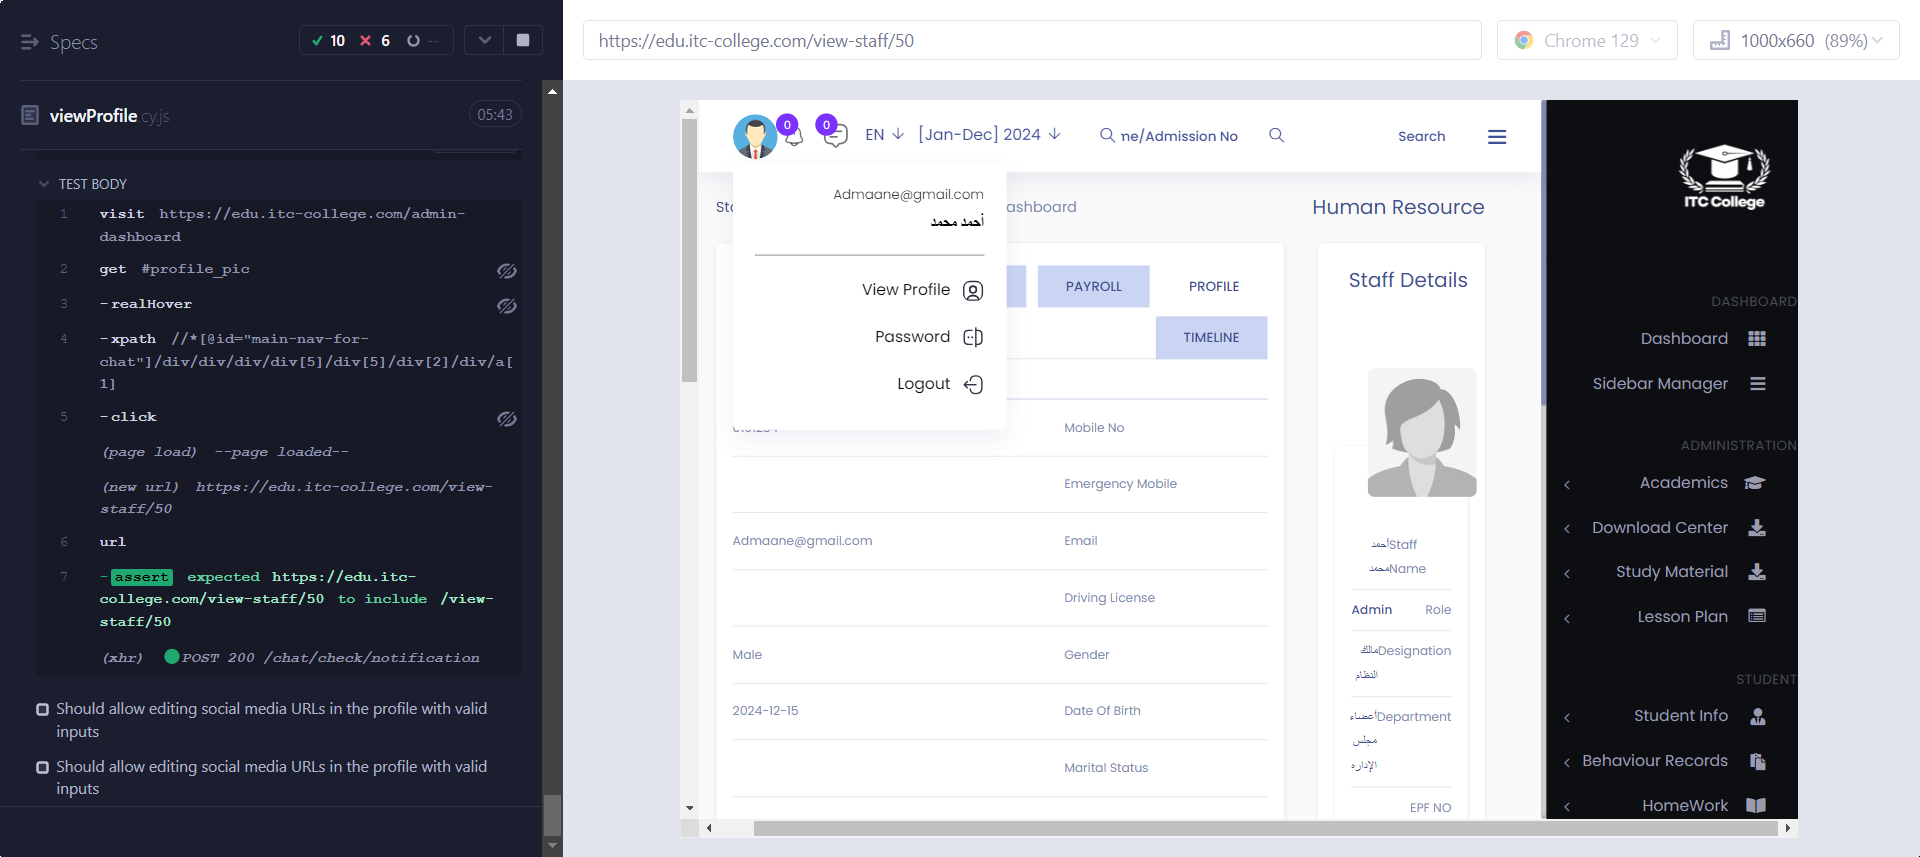 Specs
10 6 --
https://edu.itc-college.com/view-staff/50
Chrome 129
1000x660 (89%)
viewProfile cy.js
05:43
TEST BODY
1 visit https://edu.itc-college.com/admin-
dashboard
2 get #profile_pic
3 -realHover
4 -xpath //*[@id="main-nav-for-
chat"]/div/div/div/div[5]/div[5]/div[2]/div/a[
1]
5 -click
(page load) --page loaded--
(new url) https://edu.itc-college.com/view-
staff/50
6 url
7 -assert expected https://edu.itc-
college.com/view-staff/50 to include /view-
staff/50
(xhr) POST 200 /chat/check/notification
Should allow editing social media URLs in the profile with valid
inputs
Should allow editing social media URLs in the profile with valid
inputs
0 0 EN [Jan-Dec] 2024
ne/Admission No
Search
Admaane@gmail.com
أحمد محمد
View Profile
Password
Logout
ashboard
Human Resource
PAYROLL
PROFILE
TIMELINE
Mobile No
Emergency Mobile
Admaane@gmail.com Email
Driving License
Male Gender
2024-12-15 Date Of Birth
Marital Status
Staff Details
أحمد Staff
محمد Name
Admin Role
مالك Designation
النظام
أعضاء Department
مجلس
الإداره
EPF NO
ITC College
DASHBOARD
Dashboard
Sidebar Manager
ADMINISTRATION
Academics
Download Center
Study Material
Lesson Plan
STUDENT
Student Info
Behaviour Records
HomeWork